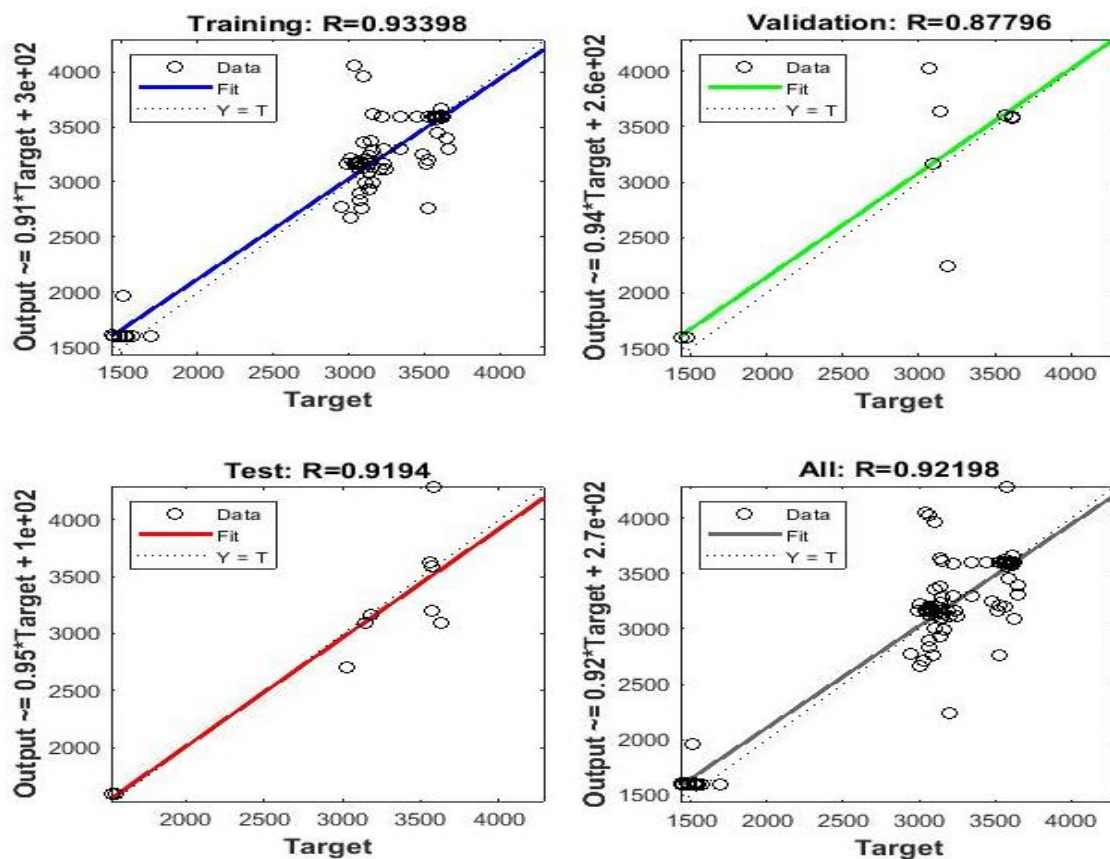 Training: R=0.93398
Output ~= 0.91*Target + 3e+02
4000
3500
3000
2500
2000
1500
Data
Fit
Y = T
1500 2000 2500 3000 3500 4000
Target
Validation: R=0.87796
Output ~= 0.94*Target + 2.6e+02
4000
3500
3000
2500
2000
1500
Data
Fit
Y = T
1500 2000 2500 3000 3500 4000
Target
Test: R=0.9194
Output ~= 0.95*Target + 1e+02
4000
3500
3000
2500
2000
Data
Fit
Y = T
2000 2500 3000 3500 4000
Target
All: R=0.92198
Output ~= 0.92*Target + 2.7e+02
4000
3500
3000
2500
2000
1500
Data
Fit
Y = T
1500 2000 2500 3000 3500 4000
Target